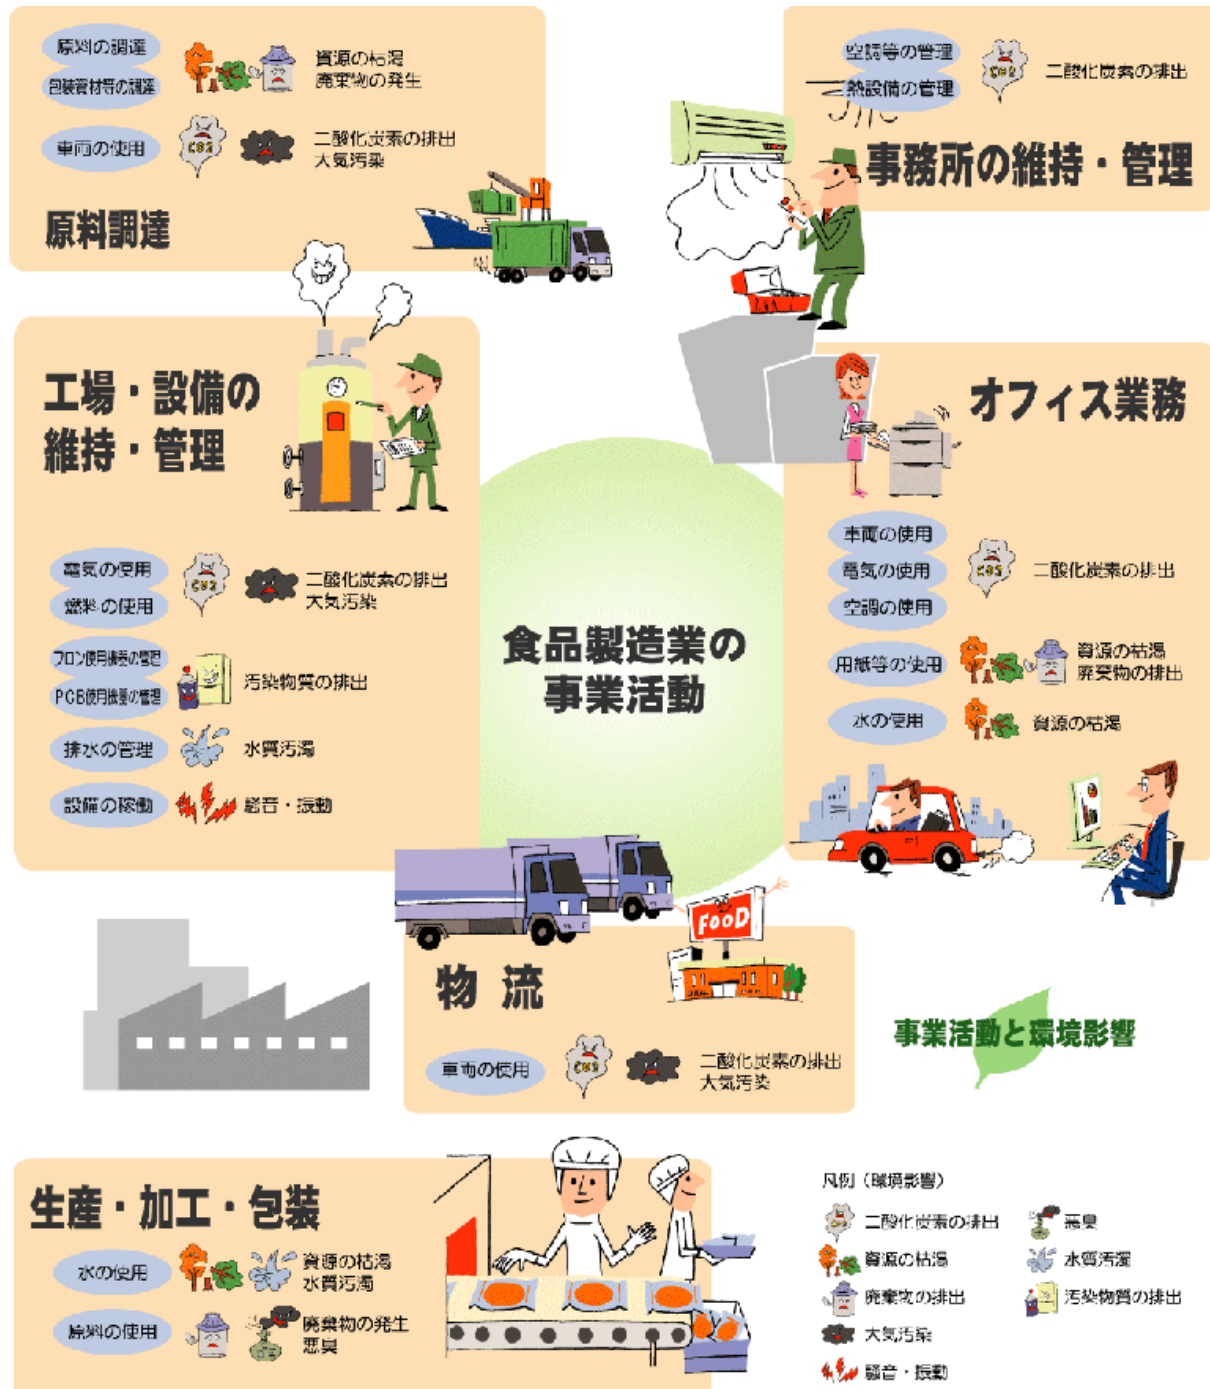 原料の調達
包装資材等の調達
資源の枯渇
廃棄物の発生
車両の使用
CO2
二酸化炭素の排出
大気汚染
原料調達
空調等の管理
熱設備の管理
CO2
二酸化炭素の排出
事務所の維持・管理
工場・設備の
維持・管理
電気の使用
燃料の使用
CO2
二酸化炭素の排出
大気汚染
フロン使用機器の管理
PCB使用機器の管理
汚染物質の排出
排水の管理
水質汚濁
設備の稼働
騒音・振動
オフィス業務
車両の使用
電気の使用
空調の使用
CO2
二酸化炭素の排出
用紙等の使用
資源の枯渇
廃棄物の排出
水の使用
資源の枯渇
食品製造業の
事業活動
FOOD
物流
車両の使用
CO2
二酸化炭素の排出
大気汚染
事業活動と環境影響
生産・加工・包装
水の使用
資源の枯渇
水質汚濁
原料の使用
廃棄物の発生
悪臭
凡例（環境影響）
二酸化炭素の排出
資源の枯渇
廃棄物の排出
大気汚染
騒音・振動
悪臭
水質汚濁
汚染物質の排出